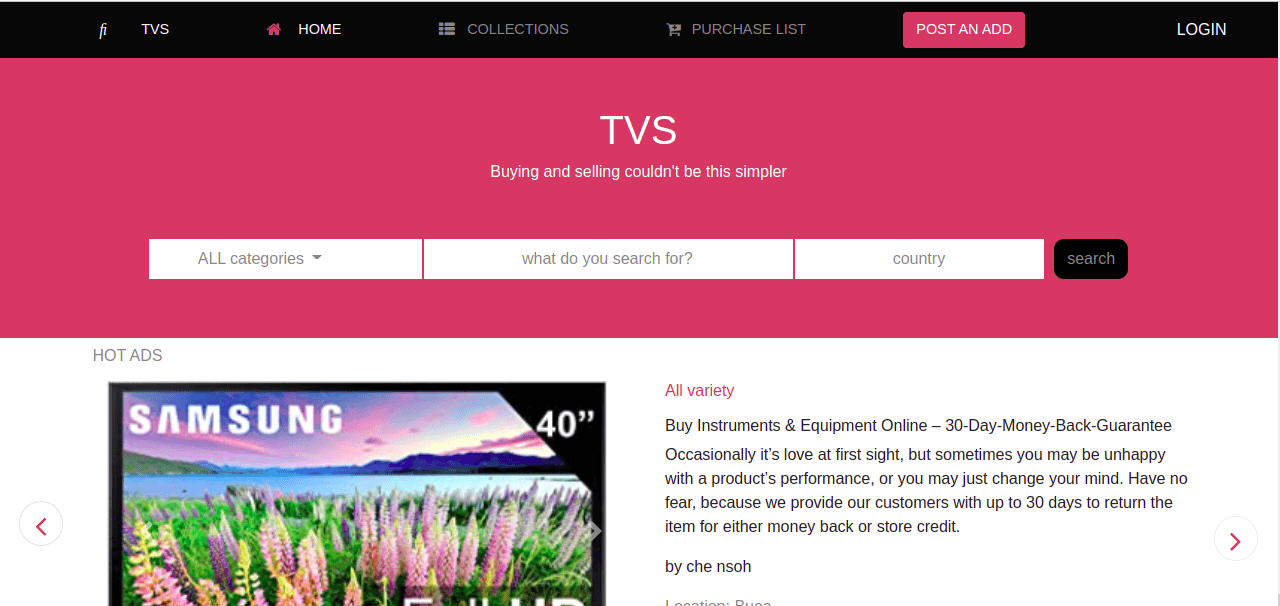 fi TVS HOME COLLECTIONS PURCHASE LIST POST AN ADD LOGIN
TVS
Buying and selling couldn't be this simpler
ALL categories what do you search for? country search
HOT ADS
SAMSUNG
40”
All variety
Buy Instruments & Equipment Online – 30-Day-Money-Back-Guarantee
Occasionally it’s love at first sight, but sometimes you may be unhappy
with a product’s performance, or you may just change your mind. Have no
fear, because we provide our customers with up to 30 days to return the
item for either money back or store credit.
by che nsoh
Location: Buea
Full HD